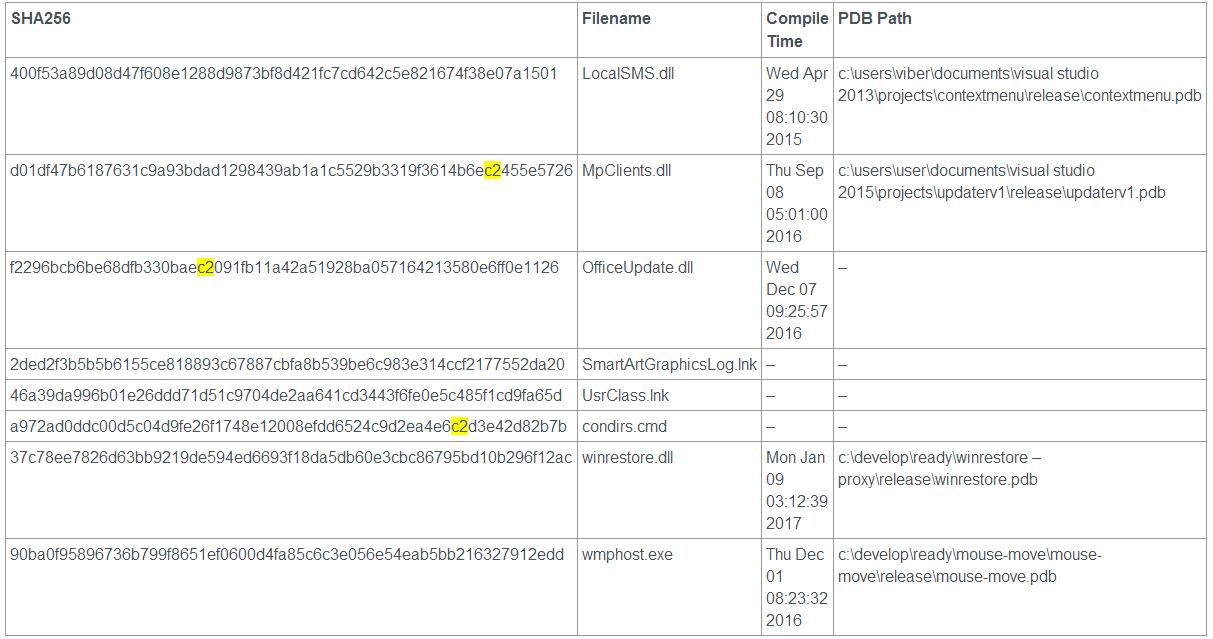 SHA256 Filename Compile Time PDB Path
400f53a89d08d47f608e1288d9873bf8d421fc7cd642c5e821674f38e07a1501 LocalSMS.dll Wed Apr c:\users\viber\documents\visual studio
29 2013\projects\contextmenu\release\contextmenu.pdb
08:10:30
2015
d01df47b6187631c9a93bdad1298439ab1a1c5529b3319f3614b6ec2455e5726 MpClients.dll Thu Sep c:\users\user\documents\visual studio
08 2015\projects\updaterv1\release\updaterv1.pdb
05:01:00
2016
f2296bcb6be68dfb330baec2091fb11a42a51928ba057164213580e6ff0e1126 OfficeUpdate.dll Wed –
Dec 07
09:25:57
2016
2ded2f3b5b5b6155ce818893c67887cbfa8b539be6c983e314ccf2177552da20 SmartArtGraphicsLog.lnk – –
46a39da996b01e26ddd71d51c9704de2aa641cd3443f6fe0e5c485f1cd9fa65d UsrClass.lnk – –
a972ad0ddc00d5c04d9fe26f1748e12008efdd6524c9d2ea4e6c2d3e42d82b7b condirs.cmd – –
37c78ee7826d63bb9219de594ed6693f18da5db60e3cbc86795bd10b296f12ac winrestore.dll Mon Jan c:\develop\ready\winrestore –
09 proxy\release\winrestore.pdb
03:12:39
2017
90ba0f95896736b799f8651ef0600d4fa85c6c3e056e54eab5bb216327912edd wmphost.exe Thu Dec c:\develop\ready\mouse-move\mouse-
01 move\release\mouse-move.pdb
08:23:32
2016